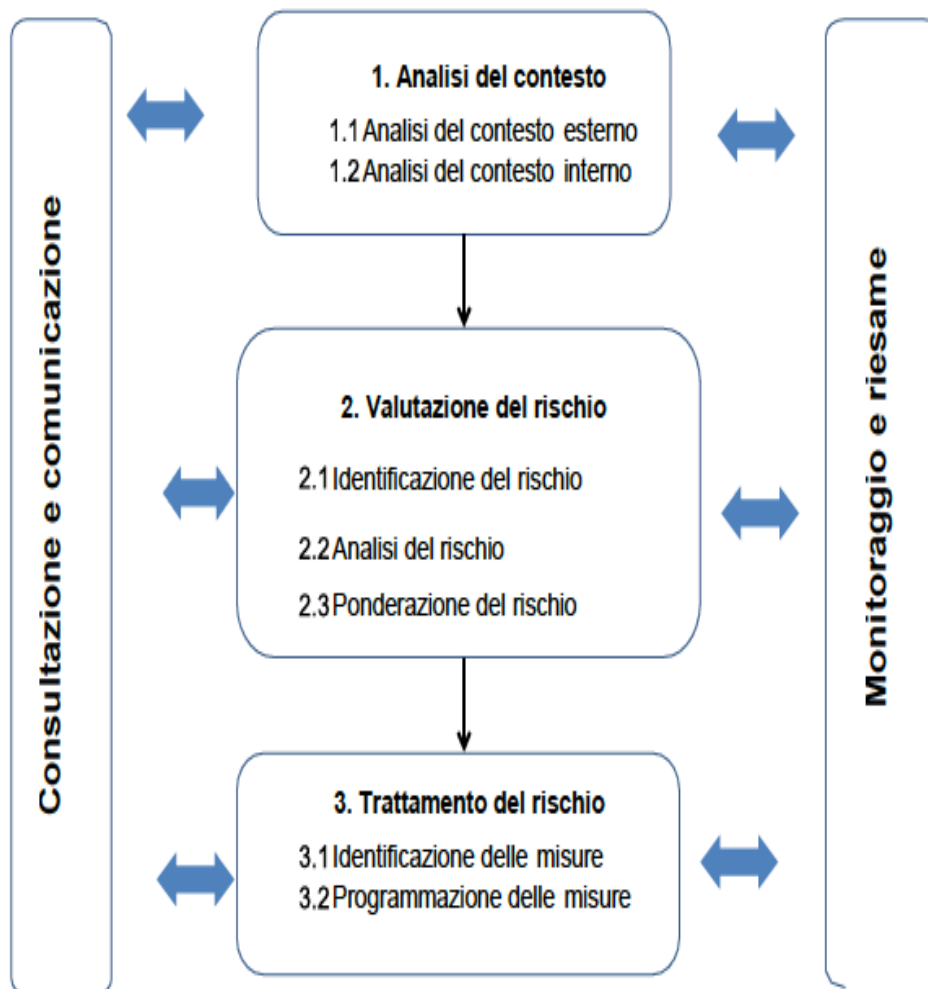 Consultazione e comunicazione
1. Analisi del contesto
1.1 Analisi del contesto esterno
1.2 Analisi del contesto interno
2. Valutazione del rischio
2.1 Identificazione del rischio
2.2 Analisi del rischio
2.3 Ponderazione del rischio
3. Trattamento del rischio
3.1 Identificazione delle misure
3.2 Programmazione delle misure
Monitoraggio e riesame